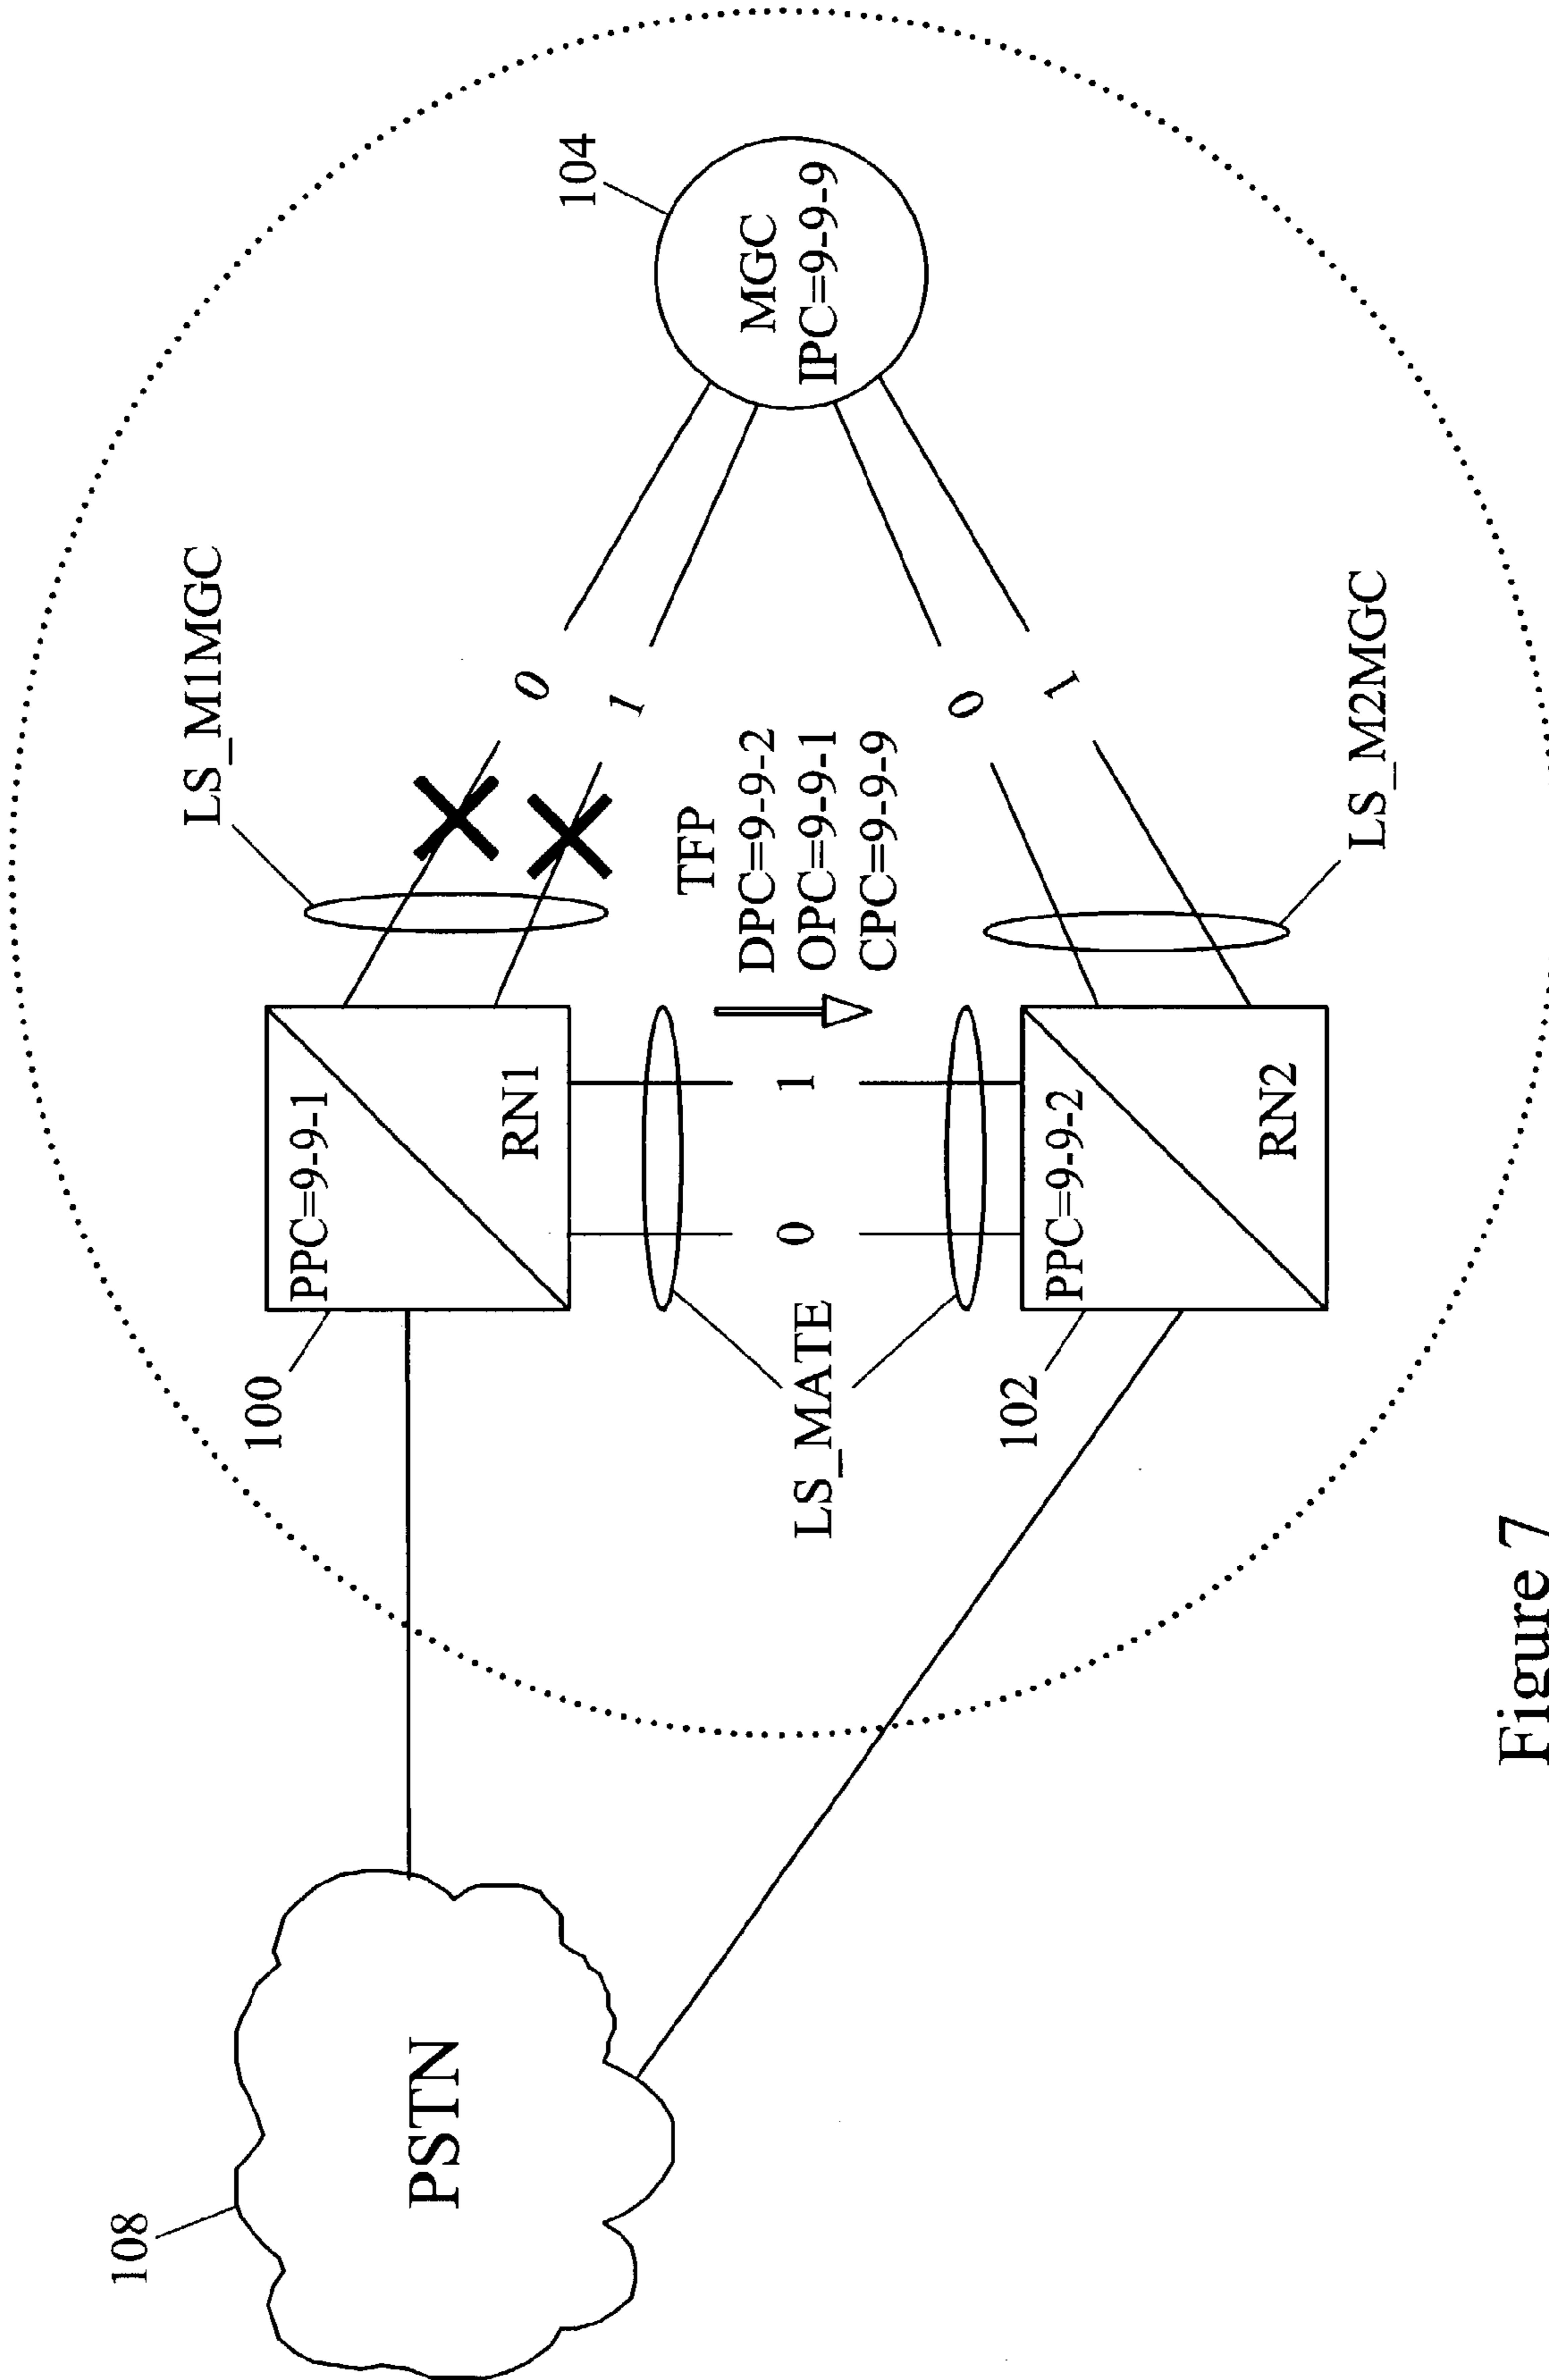 108
PSTN
100
PPC=9-9-1
RN1
LS_M1MGC
0
1
104
MGC
IPC=9-9-9
LS_MATE
0
1
TFP
DPC=9-9-2
OPC=9-9-1
CPC=9-9-9
102
PPC=9-9-2
RN2
0
1
LS_M2MGC
Figure 7